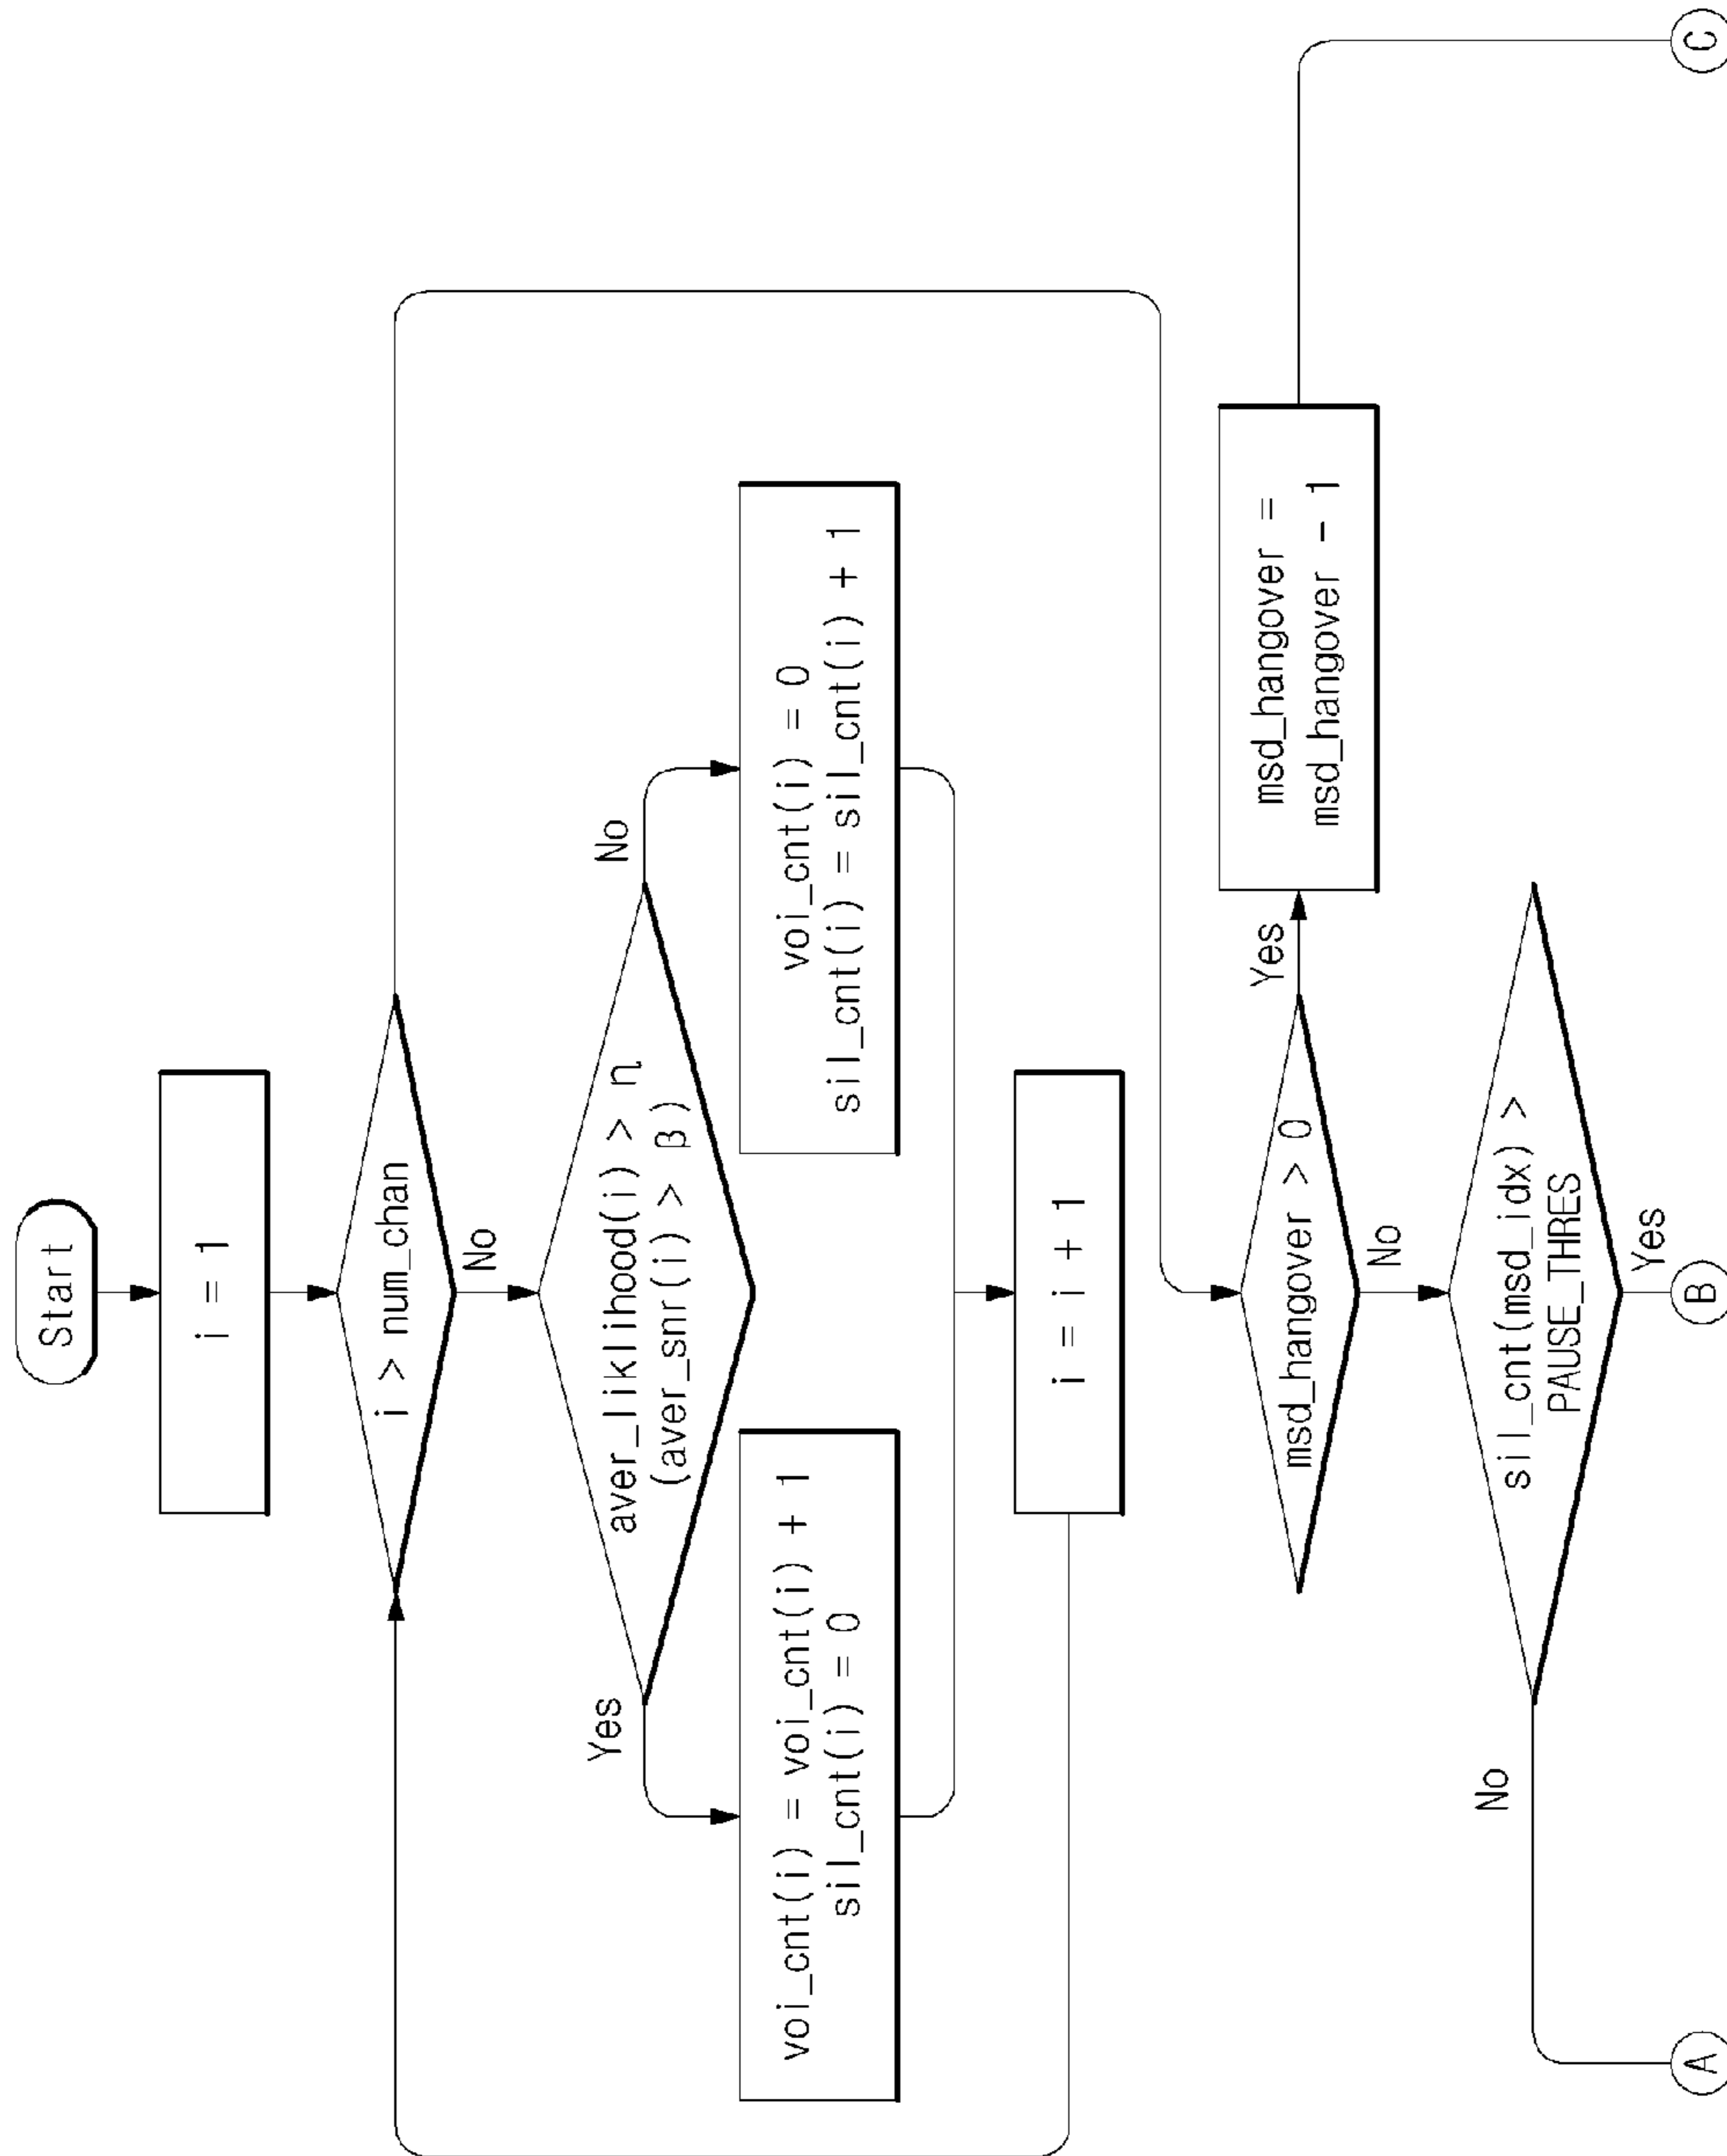 Start
i = 1
i > num_chan
No
aver_liklihood(i) > η
(aver_snr(i) > β)
Yes
No
voi_cnt(i) = voi_cnt(i) + 1
sil_cnt(i) = 0
voi_cnt(i) = 0
sil_cnt(i) = sil_cnt(i) + 1
i = i + 1
msd_hangover > 0
Yes
msd_hangover =
msd_hangover - 1
No
sil_cnt(msd_idx) >
PAUSE_THRES
No
Yes
A
B
C